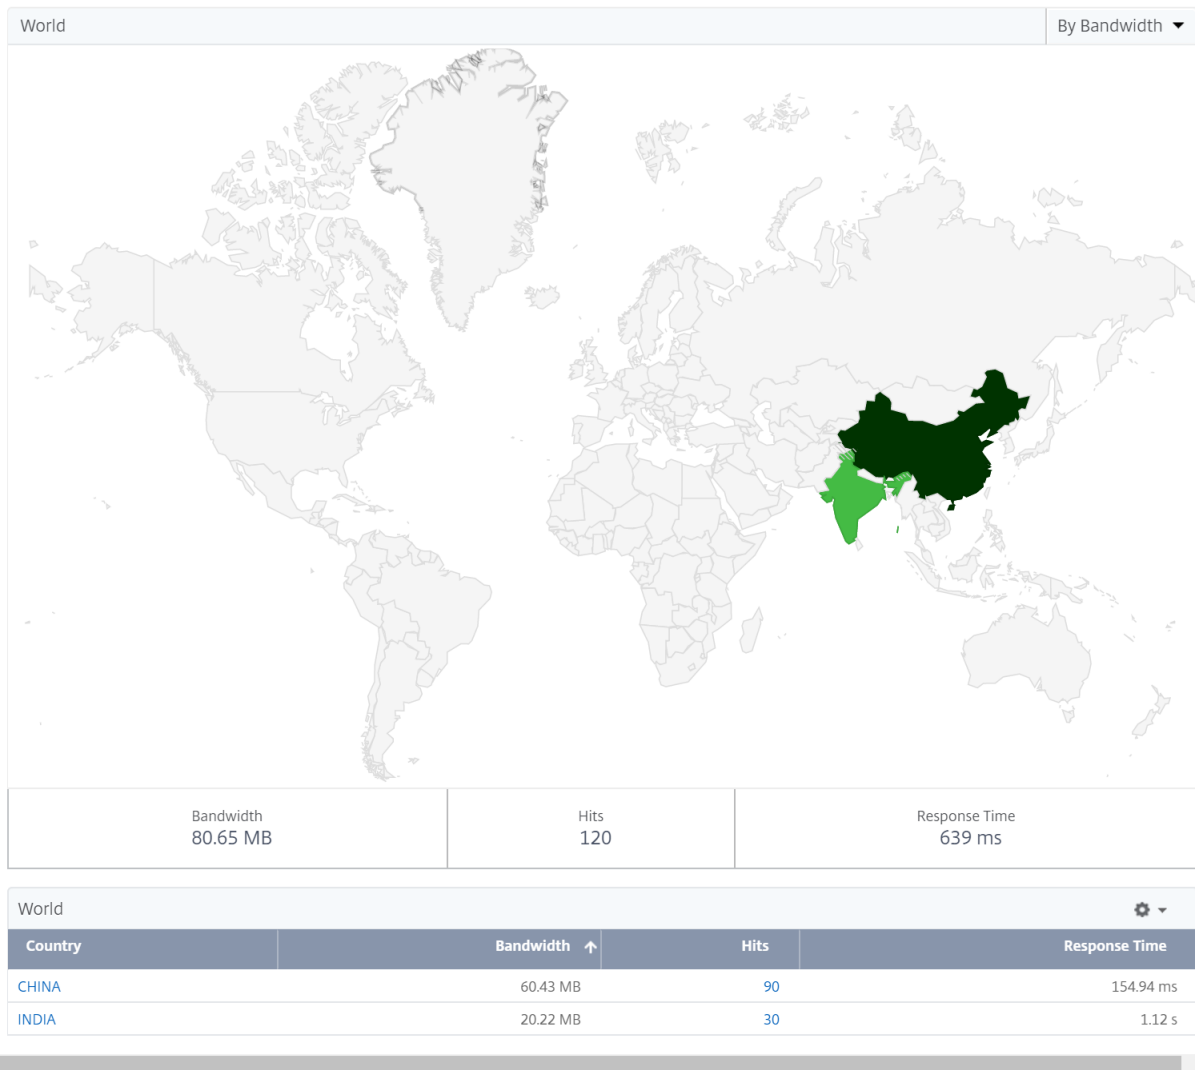 World By Bandwidth
Bandwidth Hits Response Time
80.65 MB 120 639 ms
World
Country Bandwidth Hits Response Time
CHINA 60.43 MB 90 154.94 ms
INDIA 20.22 MB 30 1.12 s